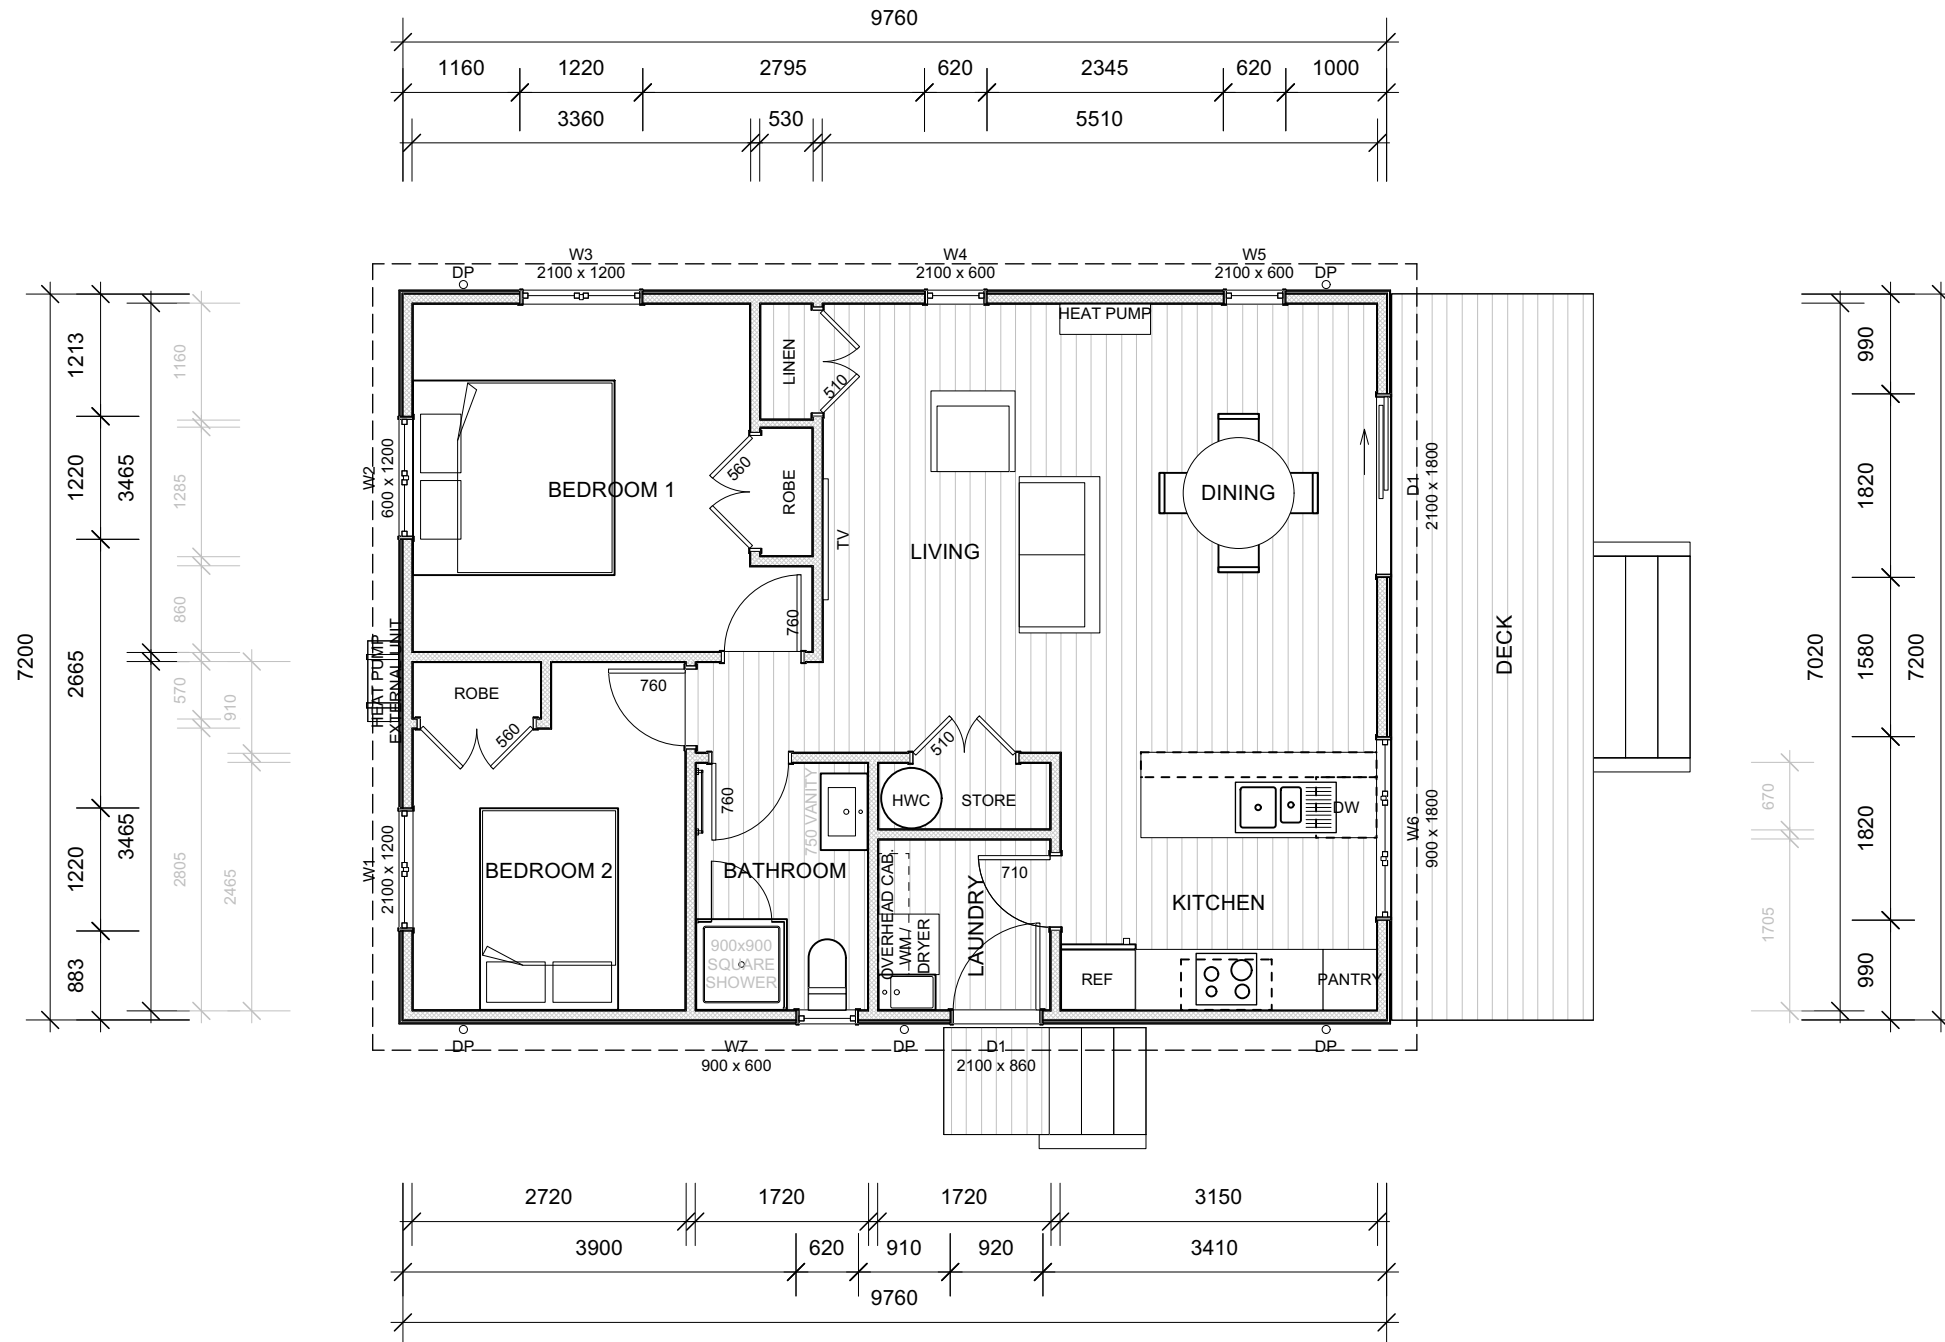 9760
1160 1220 2795 620 2345 620 1000
3360 530 5510
W3
2100 x 1200
W4
2100 x 600
W5
2100 x 600
DP
DP
HEAT PUMP
LINEN
510
W2
600 x 1200
BEDROOM 1
560
ROBE
TV
LIVING
DINING
D1
2100 x 1800
DECK
760
HEAT PUMP
EXTERNAL UNIT
ROBE
560
760
760
510
HWC
STORE
DW
750 VANITY
W6
900 x 1800
W1
2100 x 1200
BEDROOM 2
BATHROOM
OVERHEAD CAB.
WM /
DRYER
LAUNDRY
710
KITCHEN
900x900
SQUARE
SHOWER
REF
PANTRY
DP
W7
900 x 600
DP
D1
2100 x 860
DP
7200
1213
1220
2665
1220
883
3465
3465
1160
1285
860
570
2805
910
2465
670
1705
7020
990
1820
1580
1820
990
7200
2720 1720 1720 3150
3900 620 910 920 3410
9760